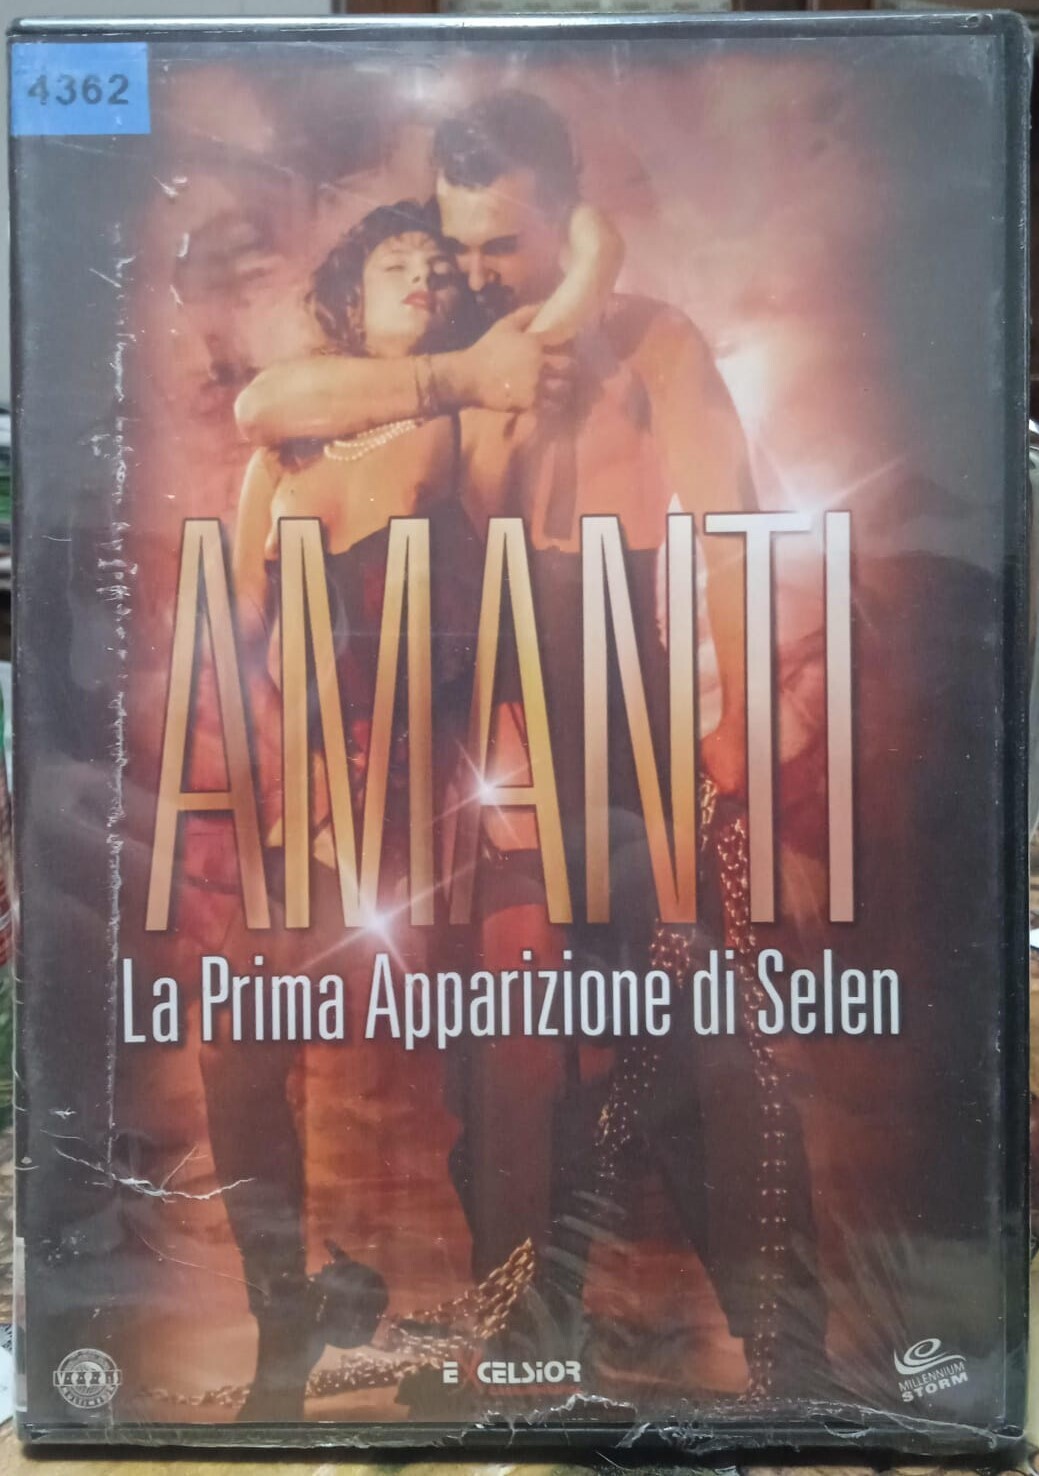 4362
AMANTI
La Prima Apparizione di Selen
EXCELSIOR
MILLENNIUM
STORM